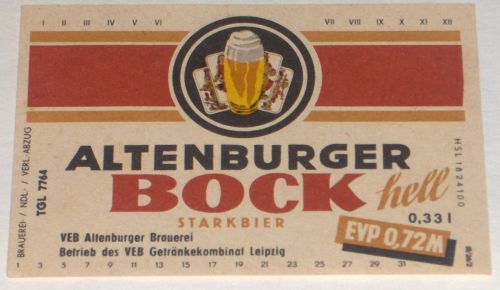 I II III IV V VI VII VIII IX X XI XII
BRAUEREI / NDL- / VERL.-ABZUG
TGL 7764
ALTENBURGER
BOCK hell
STARKBIER
0,33 l
HSL 1824100
VEB Altenburger Brauerei
Betrieb des VEB Getränkekombinat Leipzig
EVP 0,72M
1 3 5 7 9 11 13 15 17 19 21 23 25 27 29 31